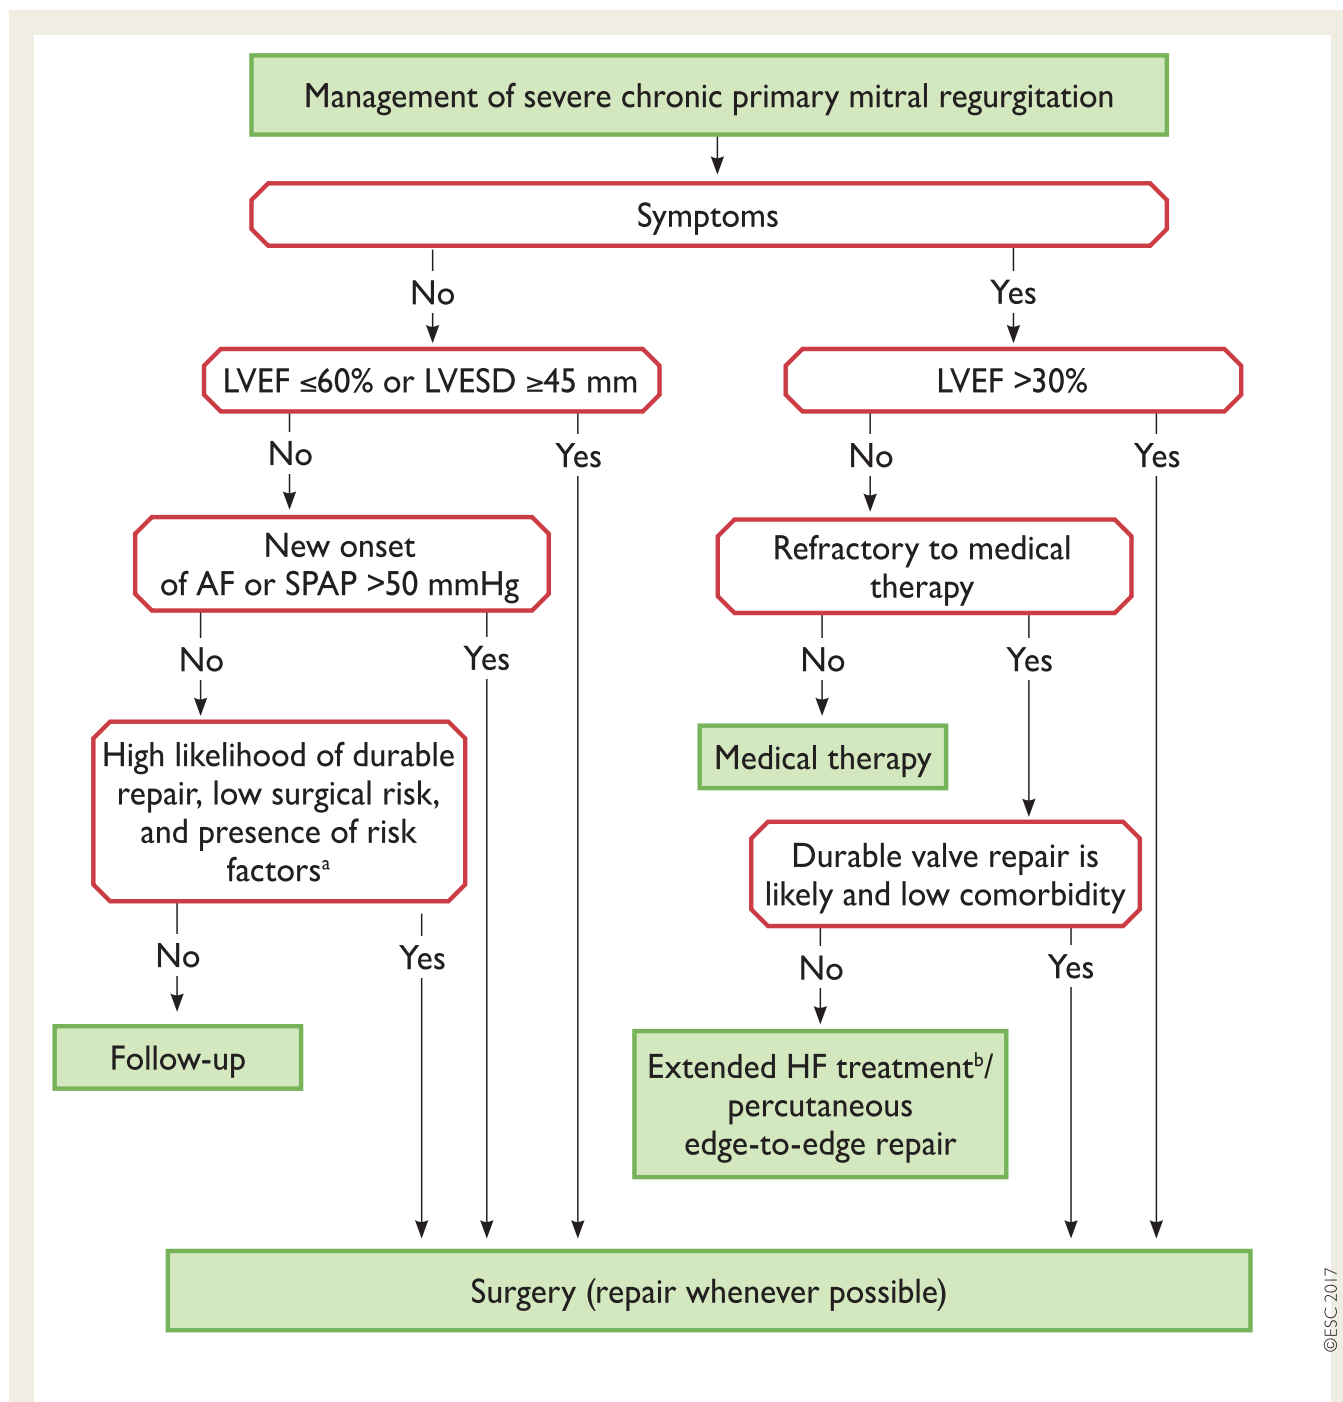 Management of severe chronic primary mitral regurgitation
Symptoms
No
Yes
LVEF ≤60% or LVESD ≥45 mm
LVEF >30%
No
Yes
No
Yes
New onset
of AF or SPAP >50 mmHg
Refractory to medical
therapy
No
Yes
No
Yes
High likelihood of durable
repair, low surgical risk,
and presence of risk
factorsᵃ
Medical therapy
Durable valve repair is
likely and low comorbidity
No
Yes
No
Yes
Follow-up
Extended HF treatmentᵇ/
percutaneous
edge-to-edge repair
Surgery (repair whenever possible)
©ESC 2017